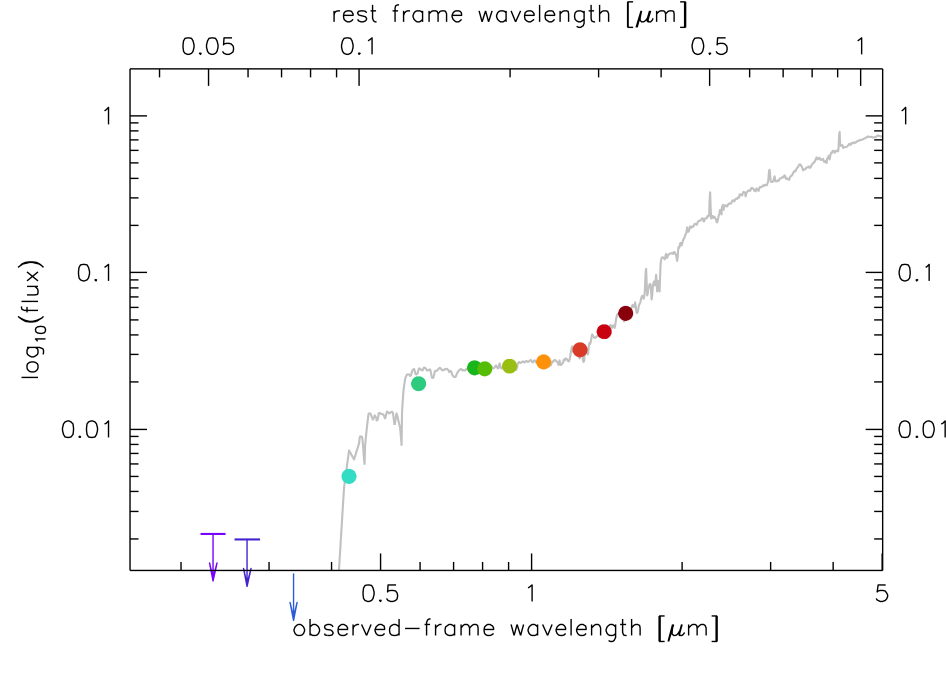 rest frame wavelength [μm]
0.05 0.1 0.5 1
1 1
0.1 0.1
log₁₀(flux)
0.01 0.01
0.5 1 5
observed−frame wavelength [μm]